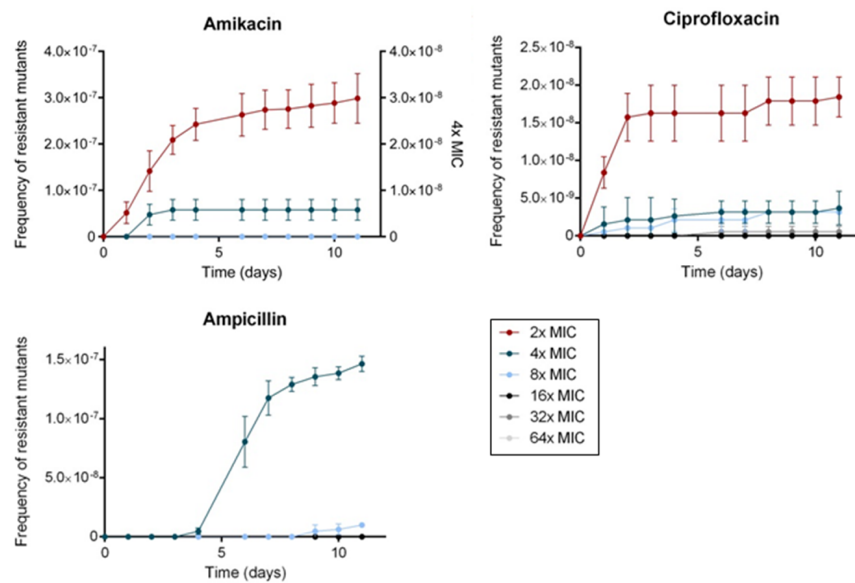 Amikacin
4.0×10⁻⁷
3.0×10⁻⁷
2.0×10⁻⁷
1.0×10⁻⁷
0
Frequency of resistant mutants
4.0×10⁻⁸
3.0×10⁻⁸
2.0×10⁻⁸
1.0×10⁻⁸
0
4x MIC
0
5
10
Time (days)
Ciprofloxacin
2.5×10⁻⁸
2.0×10⁻⁸
1.5×10⁻⁸
1.0×10⁻⁸
5.0×10⁻⁹
0
Frequency of resistant mutants
0
5
10
Time (days)
Ampicillin
1.5×10⁻⁷
1.0×10⁻⁷
5.0×10⁻⁸
0
Frequency of resistant mutants
0
5
10
Time (days)
2x MIC
4x MIC
8x MIC
16x MIC
32x MIC
64x MIC